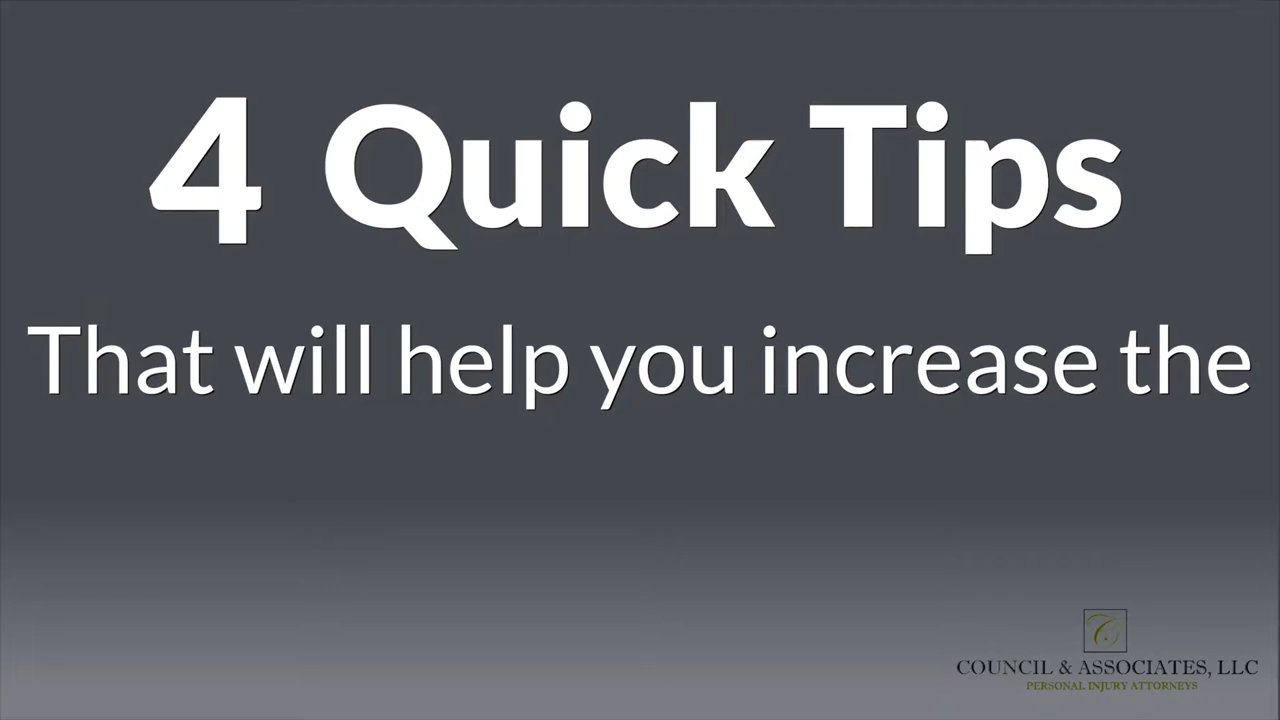 4 Quick Tips
That will help you increase the
C
COUNCIL & ASSOCIATES, LLC
PERSONAL INJURY ATTORNEYS